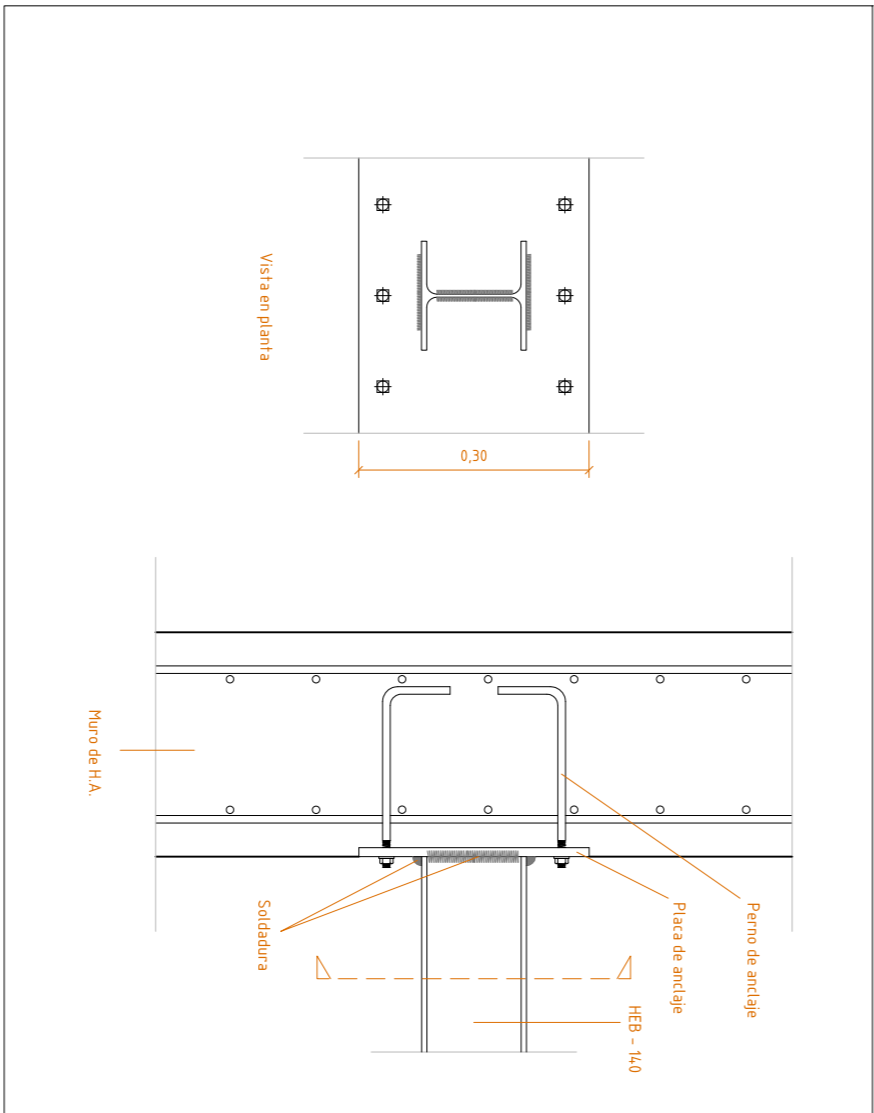 Vista en planta
0,30
Muro de H.A.
Soldadura
Perno de anclaje
Placa de anclaje
HEB - 140